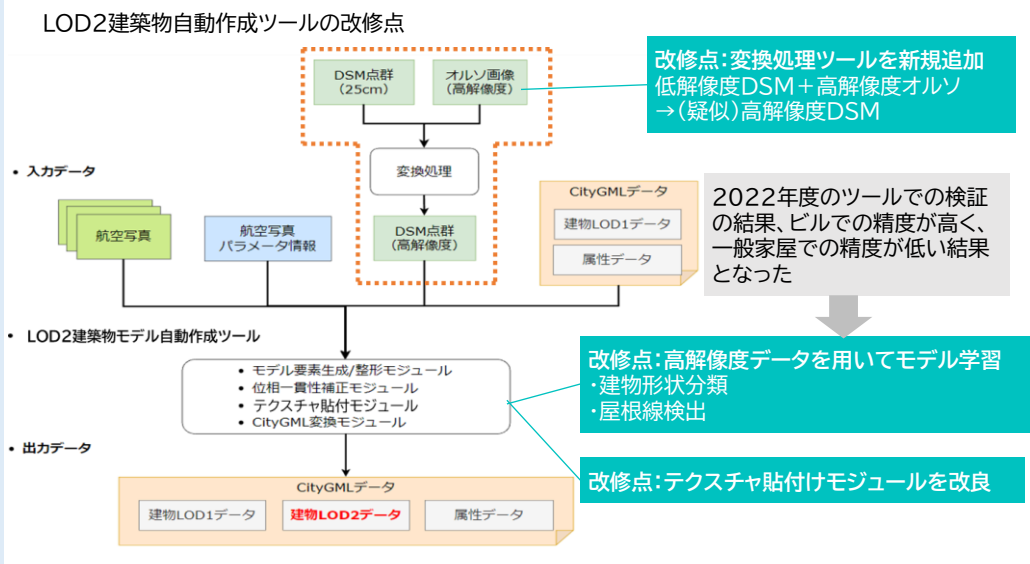 LOD2建築物自動作成ツールの改修点
DSM点群
(25cm)
オルソ画像
(高解像度)
改修点:変換処理ツールを新規追加
低解像度DSM+高解像度オルソ
→(疑似)高解像度DSM
• 入力データ
変換処理
航空写真
航空写真
パラメータ情報
DSM点群
(高解像度)
CityGMLデータ
建物LOD1データ
属性データ
2022年度のツールでの検証
の結果、ビルでの精度が高く、
一般家屋での精度が低い結果
となった
• LOD2建築物モデル自動作成ツール
• モデル要素生成/整形モジュール
• 位相一貫性補正モジュール
• テクスチャ貼付モジュール
• CityGML変換モジュール
改修点:高解像度データを用いてモデル学習
・建物形状分類
・屋根線検出
改修点:テクスチャ貼付けモジュールを改良
• 出力データ
CityGMLデータ
建物LOD1データ
建物LOD2データ
属性データ